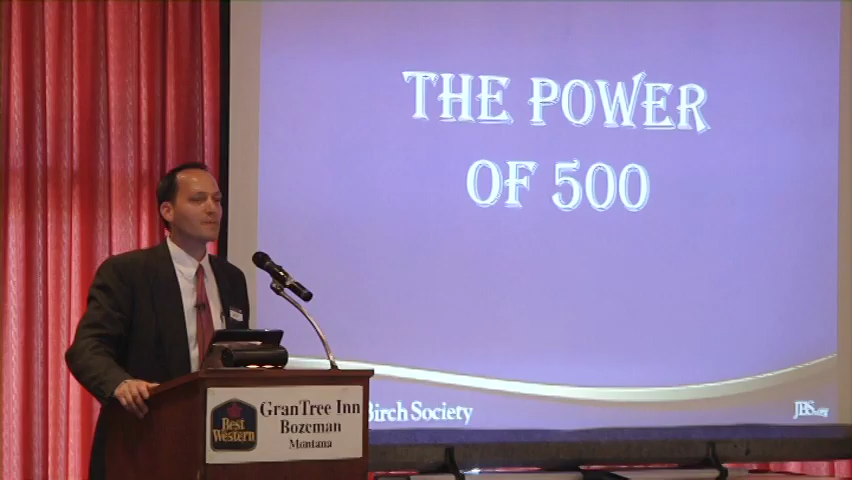 THE POWER
OF 500
Birch Society
JBS.org
Best
Western
GranTree Inn
Bozeman
Montana